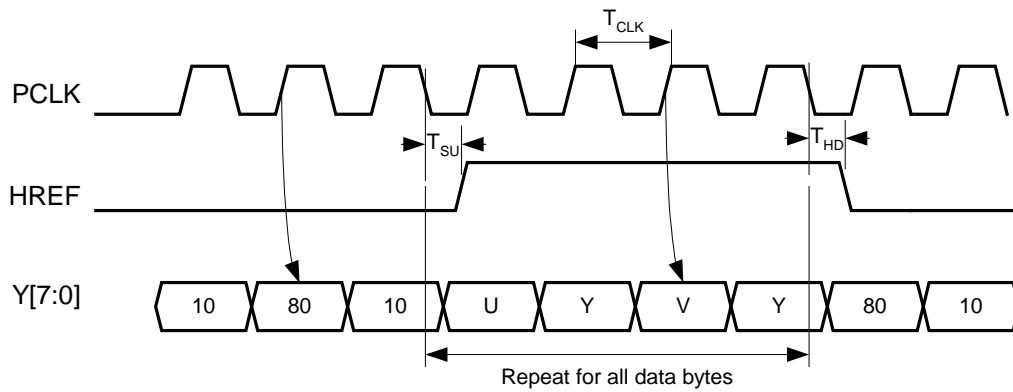 T_CLK
PCLK
T_SU
T_HD
HREF
Y[7:0]
10 80 10 U Y V Y 80 10
Repeat for all data bytes